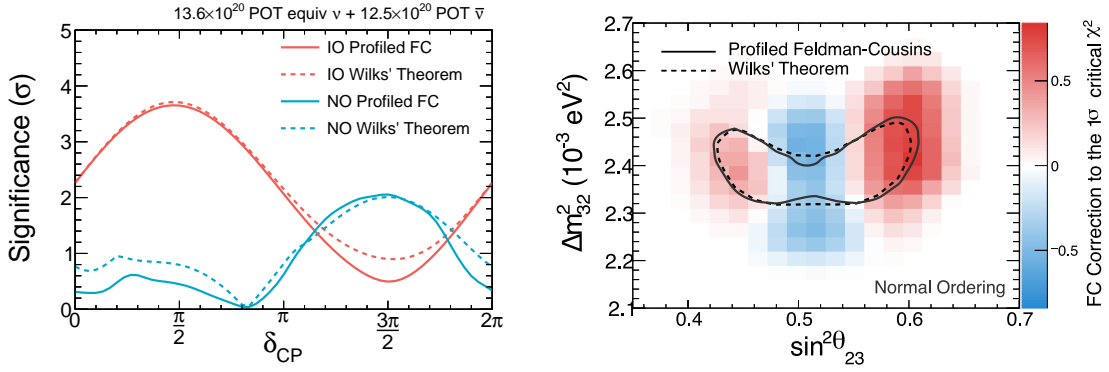 13.6×10²⁰ POT equiv ν + 12.5×10²⁰ POT ν̄
Significance (σ)
5
4
3
2
1
0
IO Profiled FC
IO Wilks' Theorem
NO Profiled FC
NO Wilks' Theorem
0
π/2
π
3π/2
2π
δCP
Δm²₃₂ (10⁻³ eV²)
2.7
2.6
2.5
2.4
2.3
2.2
2.1
Profiled Feldman-Cousins
Wilks' Theorem
Normal Ordering
0.4
0.5
0.6
0.7
sin²θ₂₃
0.5
0
−0.5
FC Correction to the 1σ critical χ²